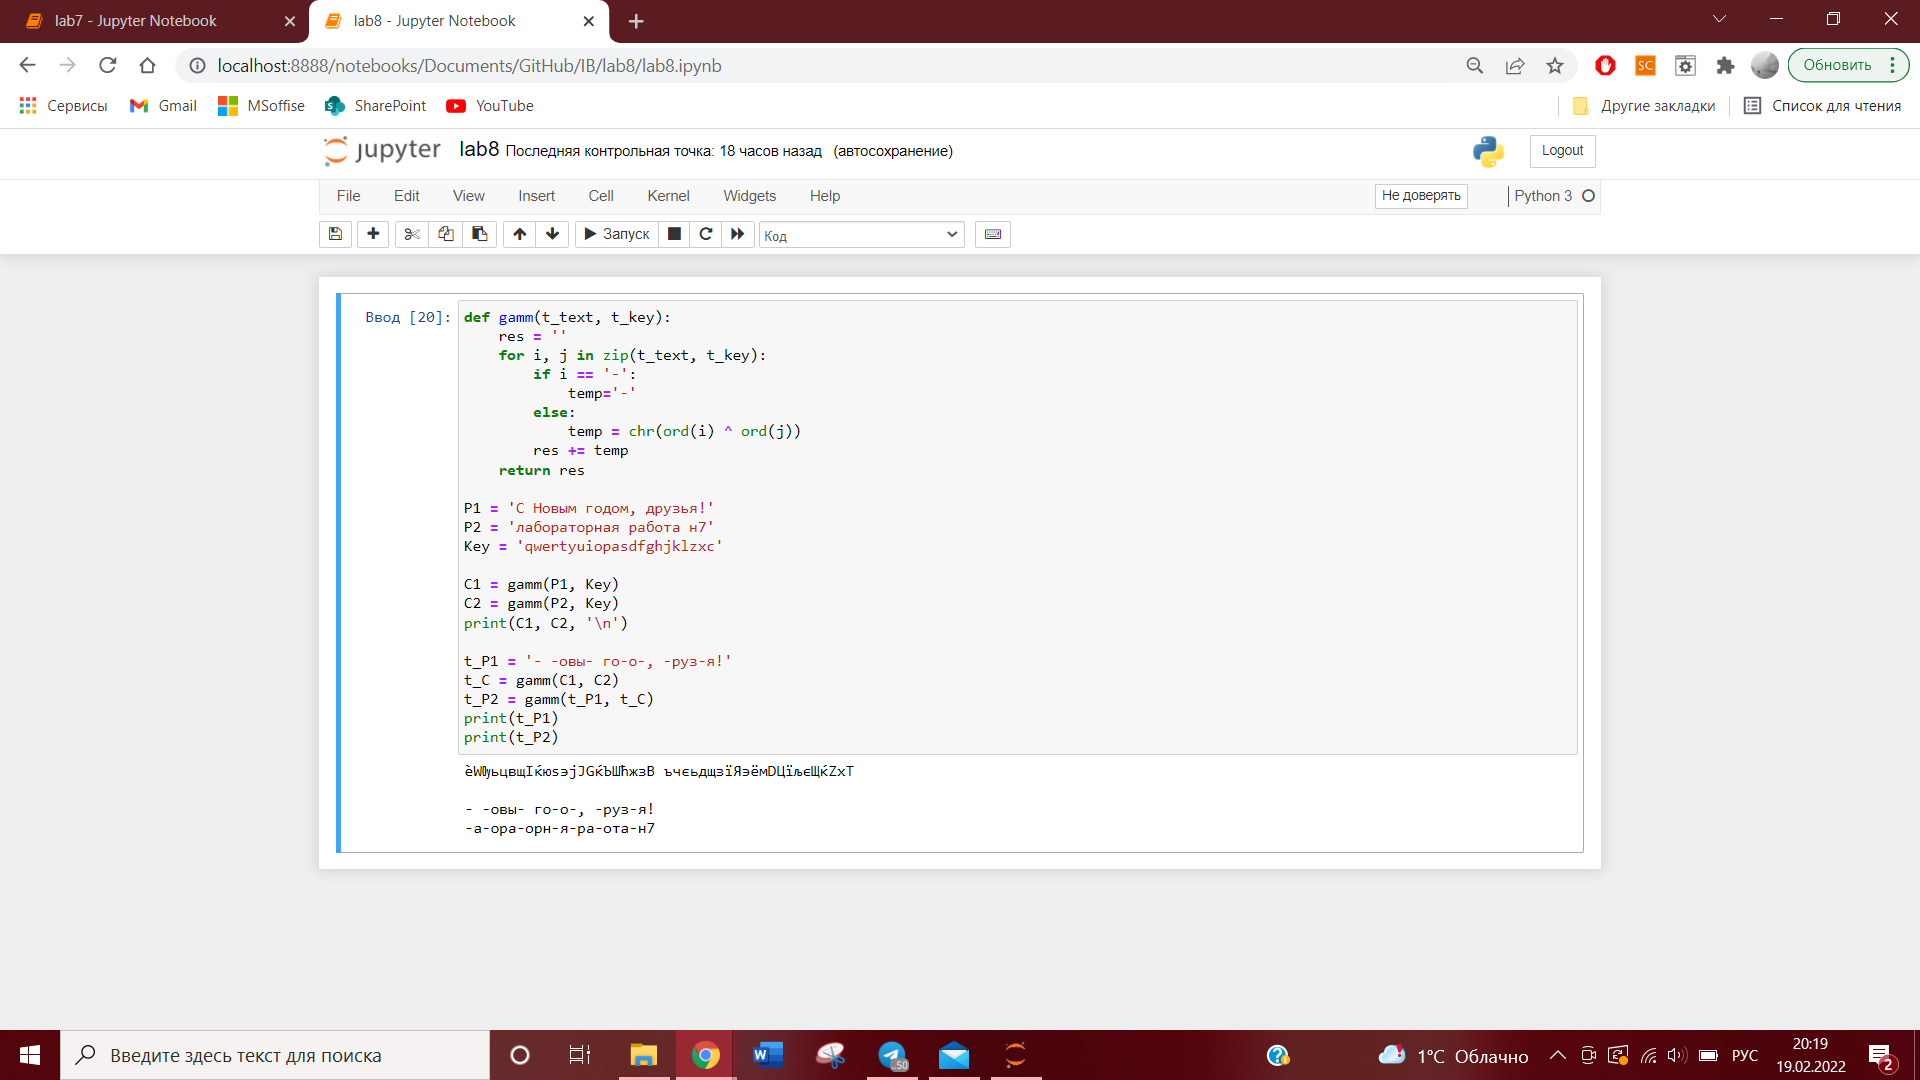 lab7 - Jupyter Notebook
lab8 - Jupyter Notebook
localhost:8888/notebooks/Documents/GitHub/IB/lab8/lab8.ipynb
SC
Обновить
Сервисы
Gmail
MSoffise
SharePoint
YouTube
Другие закладки
Список для чтения
jupyter
lab8 Последняя контрольная точка: 18 часов назад (автосохранение)
Logout
File Edit View Insert Cell Kernel Widgets Help
Не доверять
Python 3
Запуск
Код
Ввод [20]:
def gamm(t_text, t_key):
    res = ''
    for i, j in zip(t_text, t_key):
        if i == '-':
            temp='-'
        else:
            temp = chr(ord(i) ^ ord(j))
        res += temp
    return res
P1 = 'С Новым годом, друзья!'
P2 = 'лабораторная работа н7'
Key = 'qwertyuiopasdfghjklzxc'
C1 = gamm(P1, Key)
C2 = gamm(P2, Key)
print(C1, C2, '\n')
t_P1 = '- -овы- го-о-, -руз-я!'
t_C = gamm(C1, C2)
t_P2 = gamm(t_P1, t_C)
print(t_P1)
print(t_P2)
- -овы- го-о-, -руз-я!
-а-ора-орн-я-ра-ота-н7
Введите здесь текст для поиска
W
50
1°C Облачно
РУС
20:19
19.02.2022
2